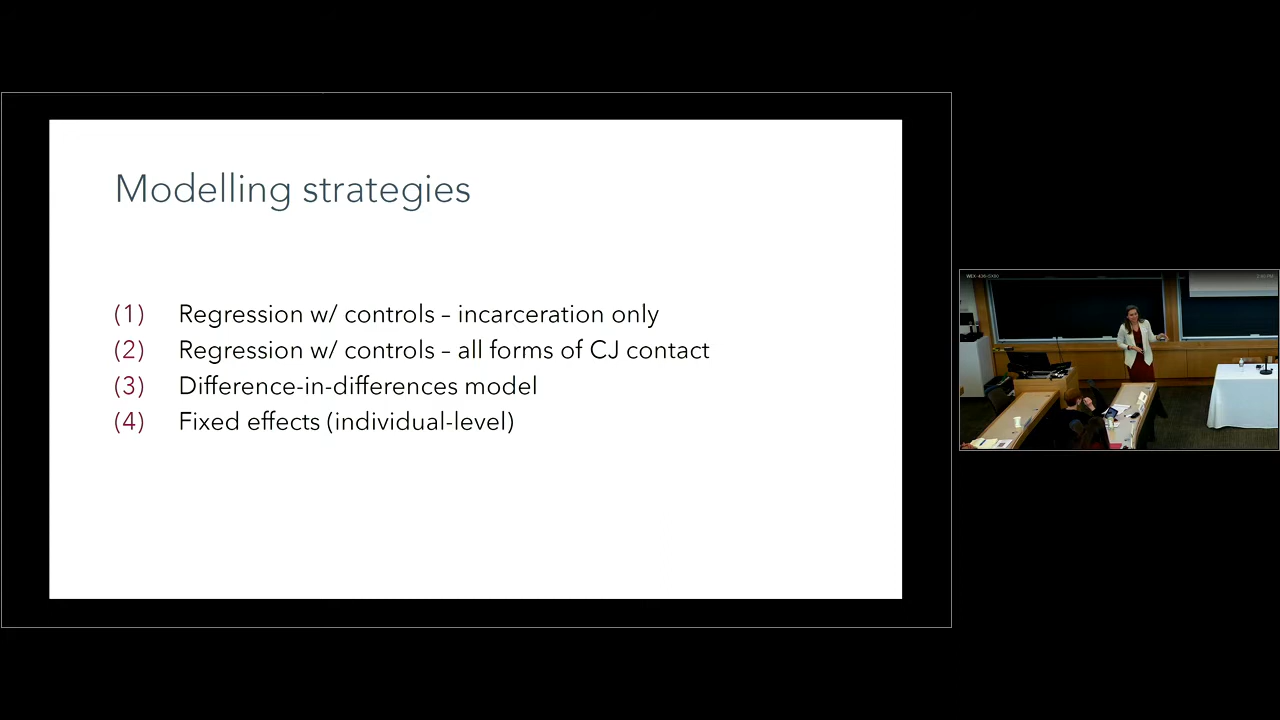 Modelling strategies
(1) Regression w/ controls – incarceration only
(2) Regression w/ controls – all forms of CJ contact
(3) Difference-in-differences model
(4) Fixed effects (individual-level)